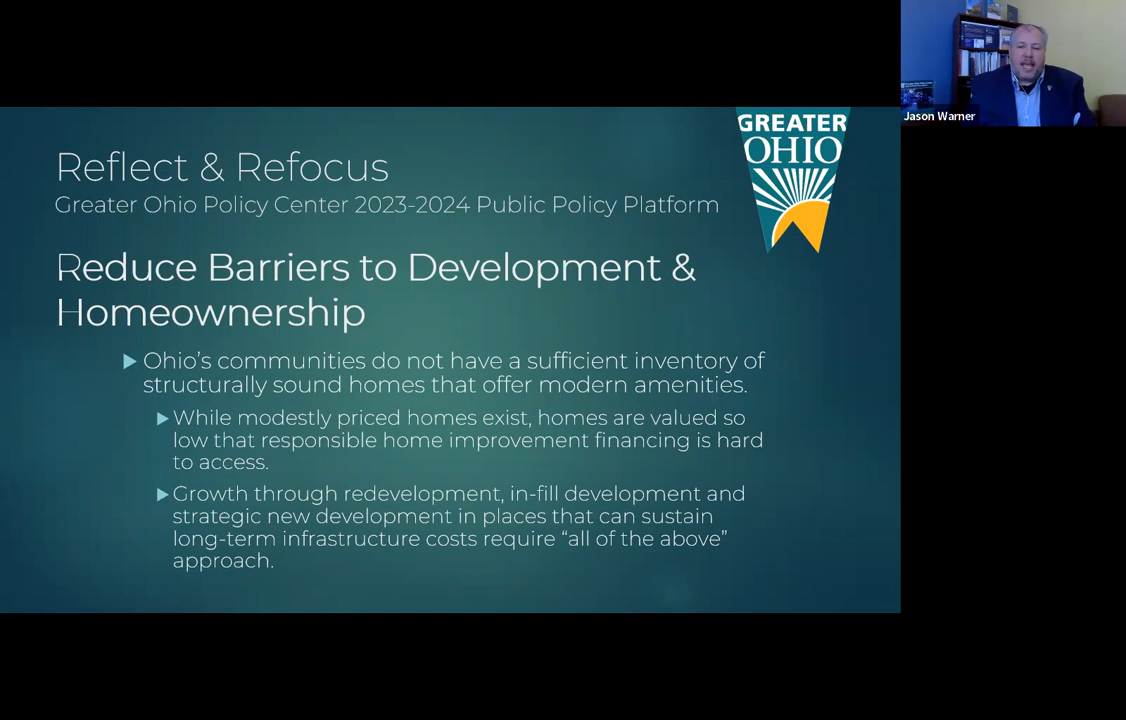 Reflect & Refocus
Greater Ohio Policy Center 2023-2024 Public Policy Platform
Reduce Barriers to Development &
Homeownership
Ohio's communities do not have a sufficient inventory of
structurally sound homes that offer modern amenities.
While modestly priced homes exist, homes are valued so
low that responsible home improvement financing is hard
to access.
Growth through redevelopment, in-fill development and
strategic new development in places that can sustain
long-term infrastructure costs require “all of the above”
approach.
GREATER
OHIO
Jason Warner